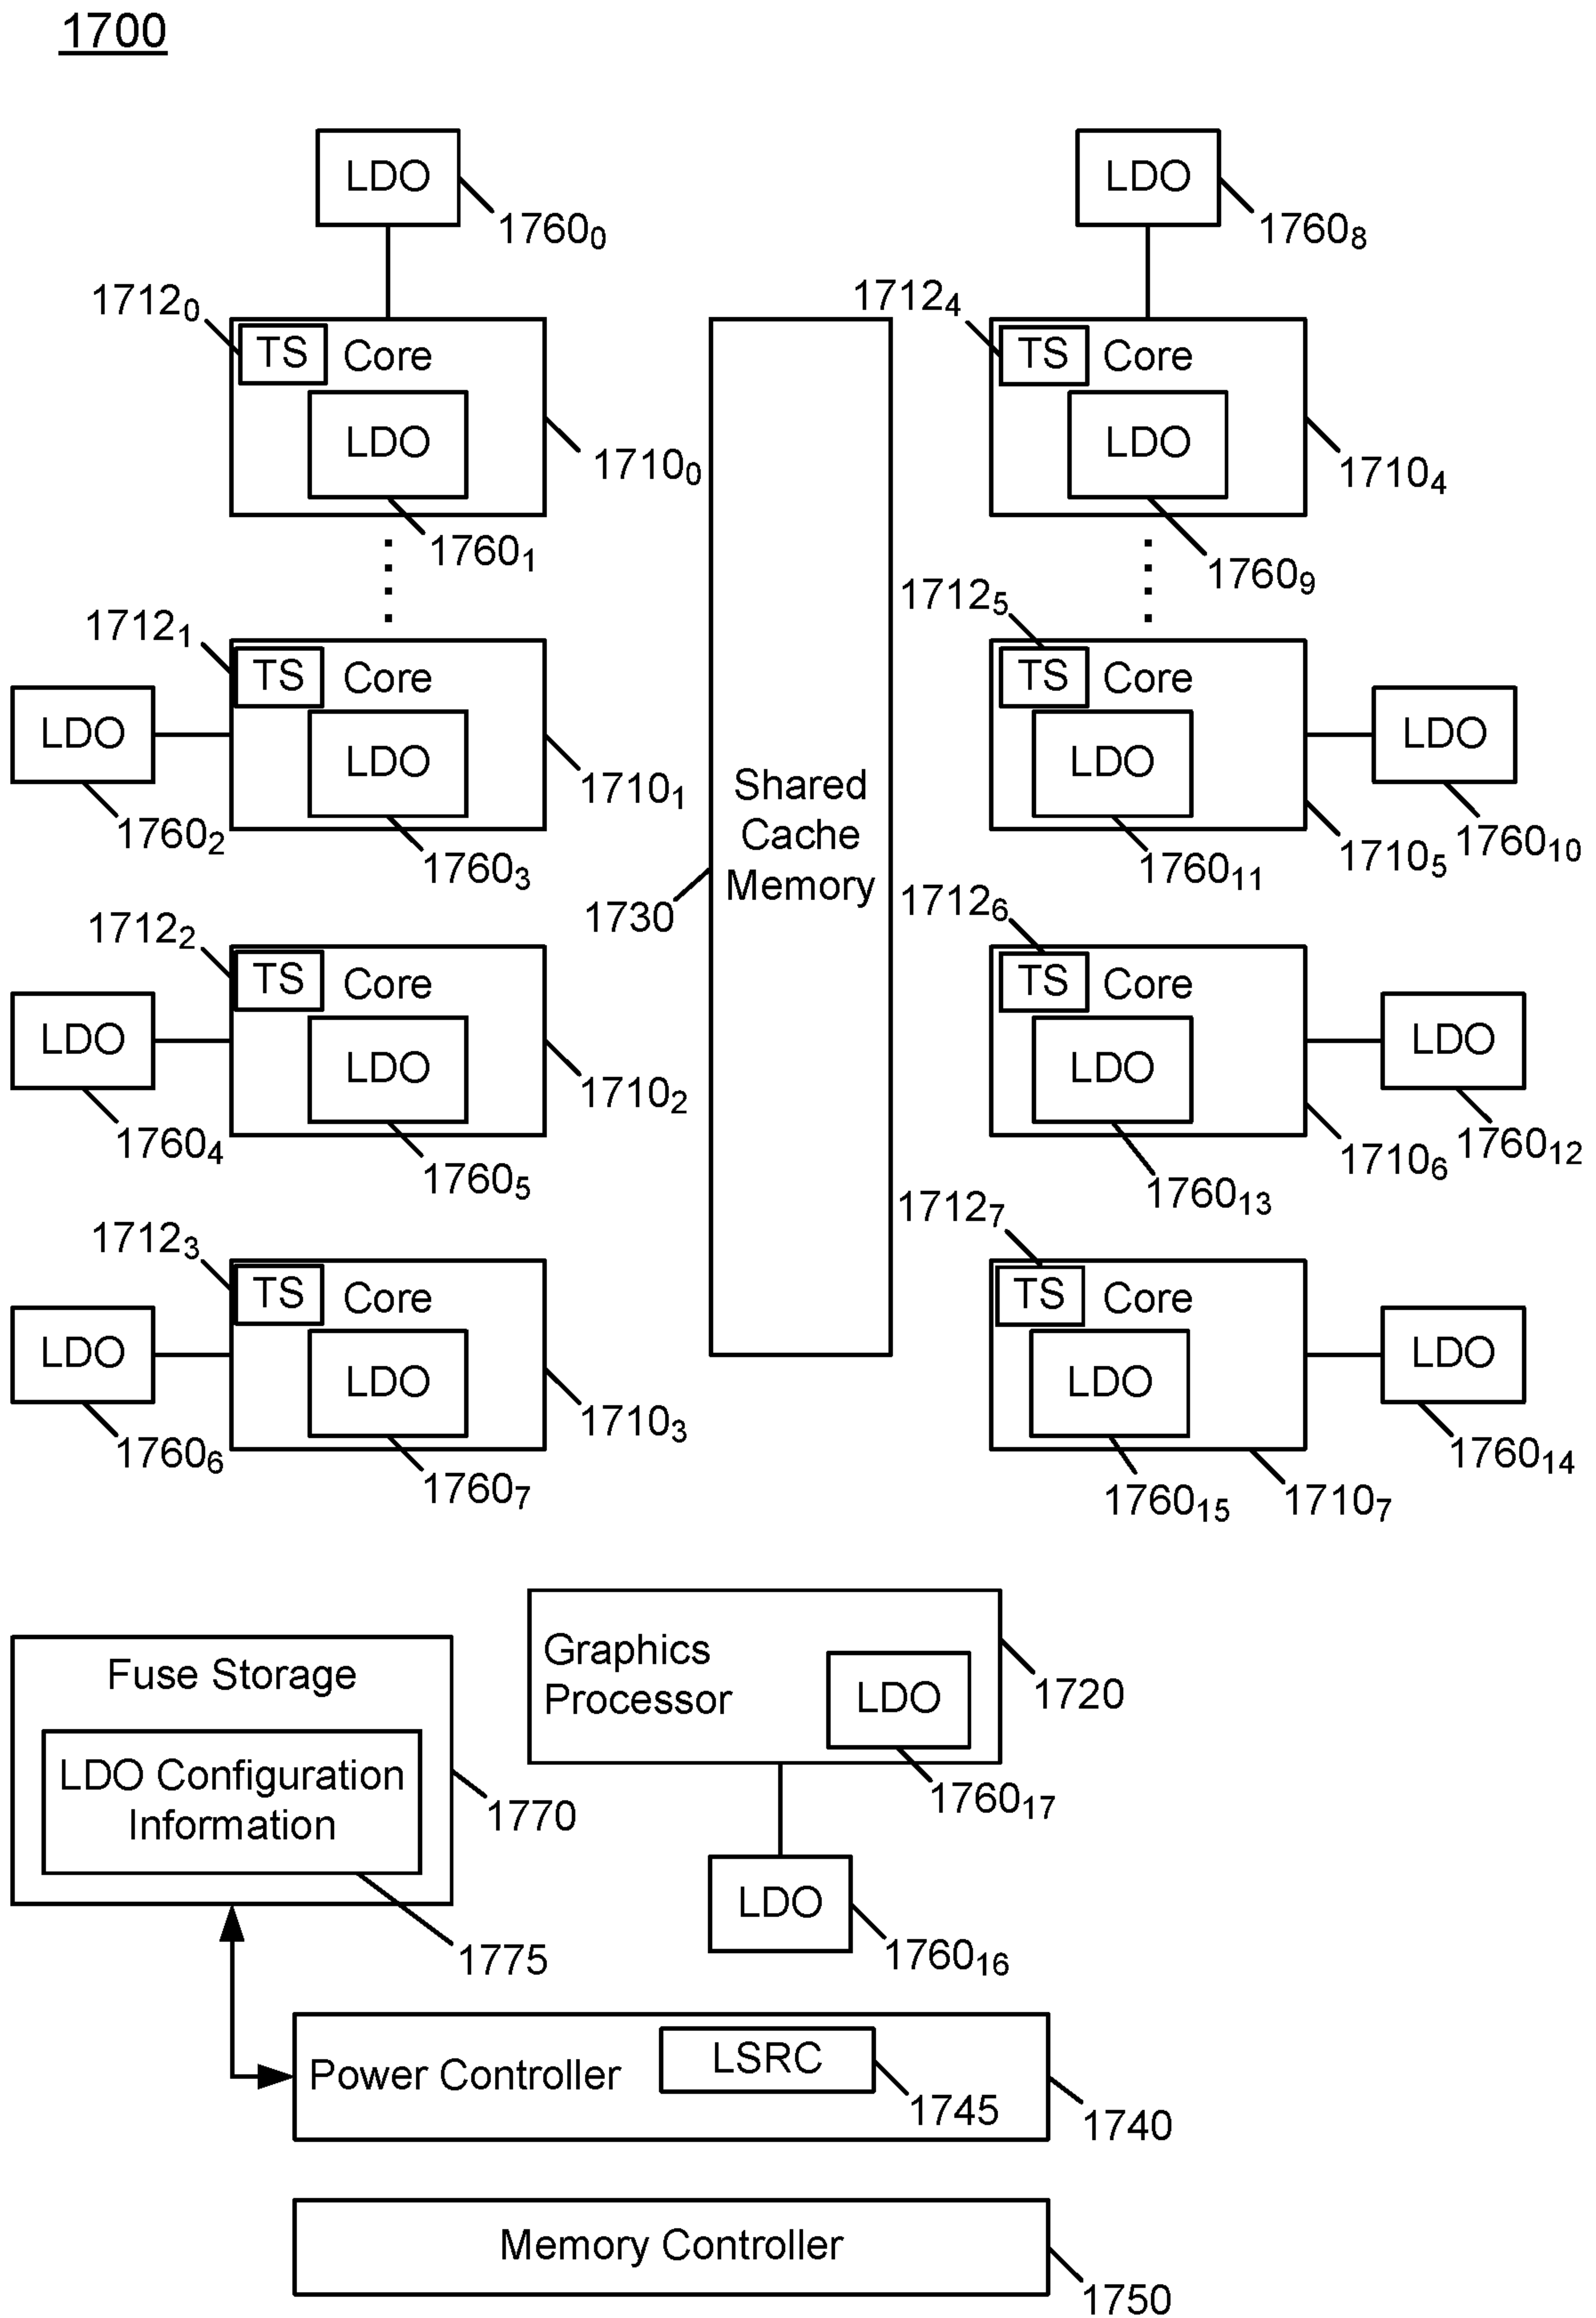 1700
LDO
1760₀
LDO
1760₈
1712₀
TS
Core
LDO
1710₀
1760₁
1712₄
TS
Core
LDO
1710₄
1760₉
1712₁
TS
Core
LDO
LDO
1710₁
1760₂
1760₃
Shared
Cache
Memory
1730
1712₅
TS
Core
LDO
LDO
1710₅
1760₁₀
1760₁₁
1712₂
TS
Core
LDO
LDO
1710₂
1760₄
1760₅
1712₆
TS
Core
LDO
LDO
1710₆
1760₁₂
1760₁₃
1712₃
TS
Core
LDO
LDO
1710₃
1760₆
1760₇
1712₇
TS
Core
LDO
LDO
1760₁₄
1760₁₅
1710₇
Fuse Storage
LDO Configuration
Information
1770
1775
Graphics
Processor
LDO
1720
1760₁₇
LDO
1760₁₆
Power Controller
LSRC
1745
1740
Memory Controller
1750